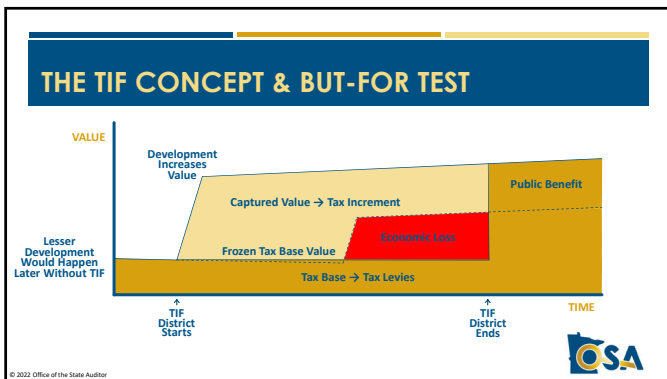 THE TIF CONCEPT & BUT-FOR TEST
VALUE
Development
Increases
Value
Public Benefit
Captured Value → Tax Increment
Economic Loss
Lesser
Development
Would Happen
Later Without TIF
Frozen Tax Base Value
Tax Base → Tax Levies
TIME
↑
TIF
District
Starts
↑
TIF
District
Ends
OSA
© 2022 Office of the State Auditor